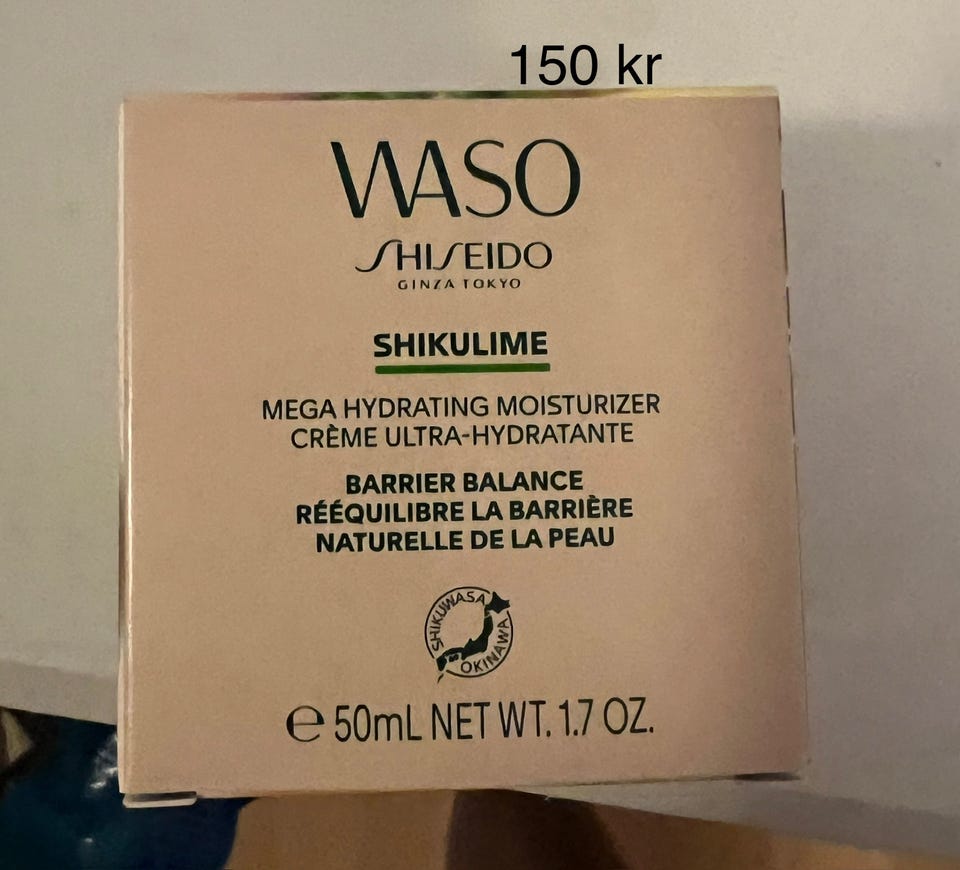 150 kr
WASO
SHISEIDO
GINZA TOKYO
SHIKULIME
MEGA HYDRATING MOISTURIZER
CRÈME ULTRA-HYDRATANTE
BARRIER BALANCE
RÉÉQUILIBRE LA BARRIÈRE
NATURELLE DE LA PEAU
SHIKUWASA
OKINAWA
℮ 50mL NET WT. 1.7 OZ.